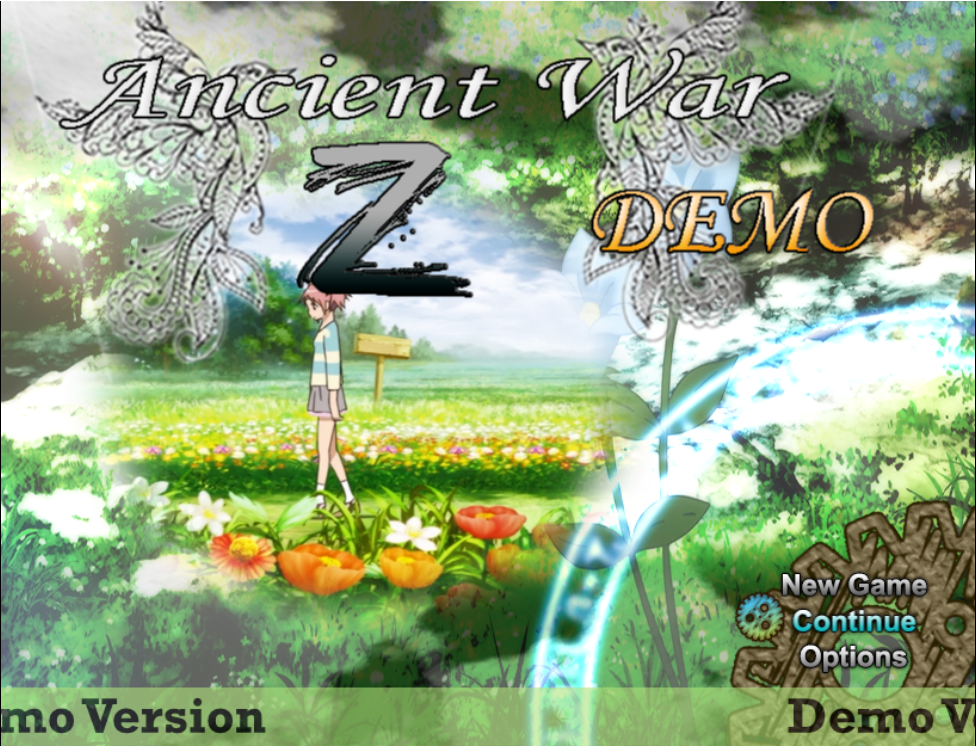 Ancient War
Z
DEMO
New Game
Continue
Options
mo Version
Demo V